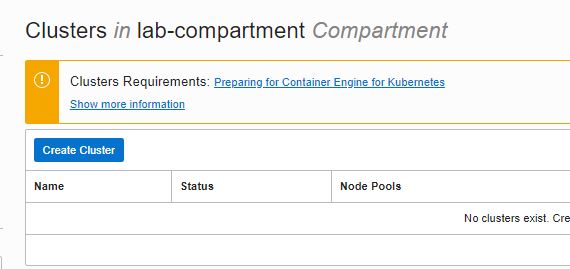 Clusters in lab-compartment Compartment
Clusters Requirements: Preparing for Container Engine for Kubernetes
Show more information
Create Cluster
Name Status Node Pools
No clusters exist. Cre